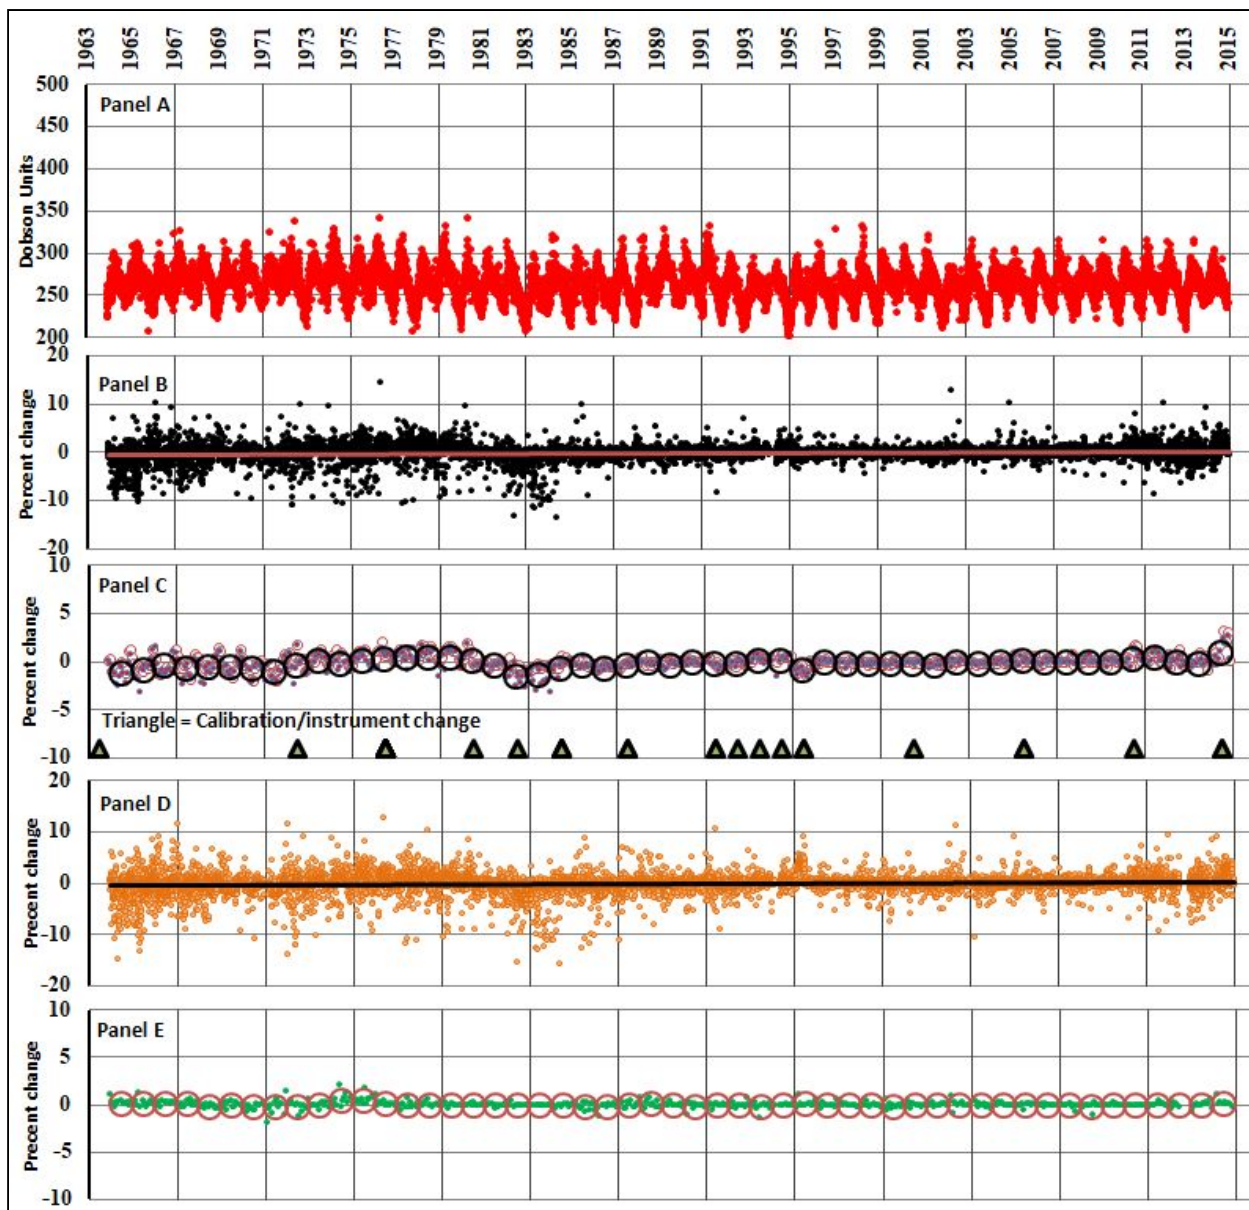 1963 1965 1967 1969 1971 1973 1975 1977 1979 1981 1983 1985 1987 1989 1991 1993 1995 1997 1999 2001 2003 2005 2007 2009 2011 2013 2015
Panel A
Dobson Units
500
450
400
350
300
250
200
Panel B
Percent change
20
10
0
-10
-20
Panel C
Percent change
10
5
0
-5
-10
Triangle = Calibration/instrument change
Panel D
Precent change
20
10
0
-10
-20
Panel E
Precent change
10
5
0
-5
-10